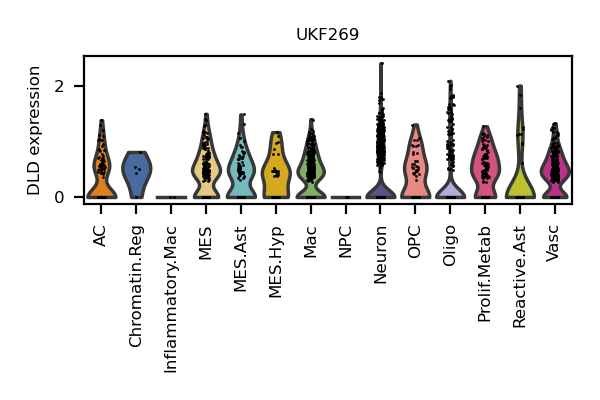 UKF269
DLD expression
2
0
AC
Chromatin.Reg
Inflammatory.Mac
MES
MES.Ast
MES.Hyp
Mac
NPC
Neuron
OPC
Oligo
Prolif.Metab
Reactive.Ast
Vasc